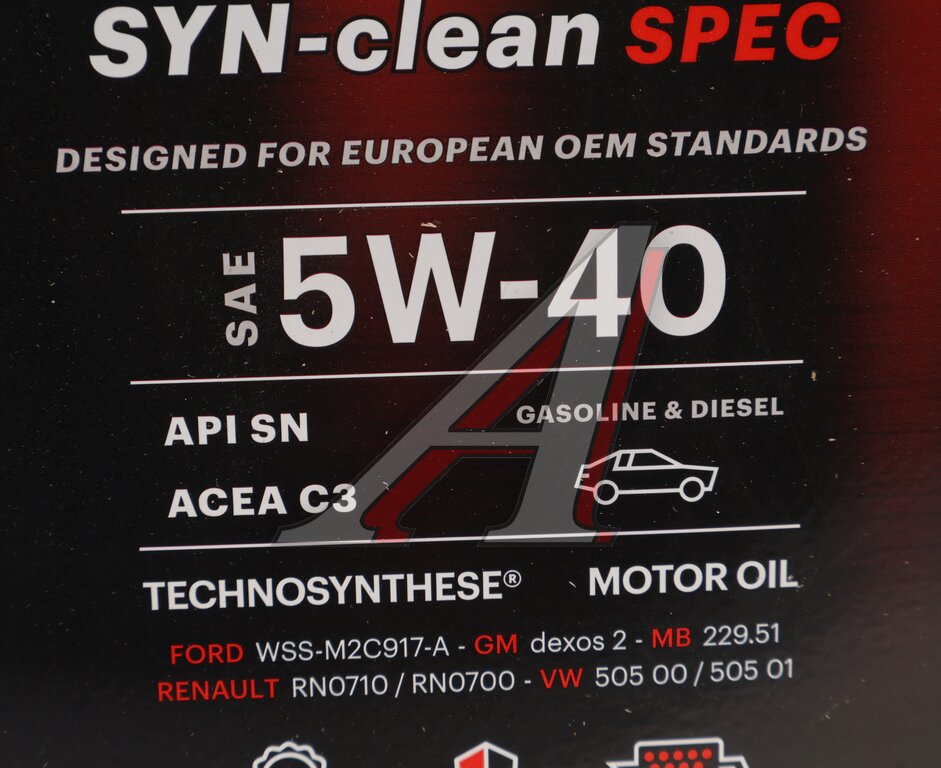 SYN-clean SPEC
DESIGNED FOR EUROPEAN OEM STANDARDS
SAE 5W-40
API SN
GASOLINE & DIESEL
ACEA C3
TECHNOSYNTHESE® MOTOR OIL
FORD WSS-M2C917-A - GM dexos 2 - MB 229.51
RENAULT RN0710 / RN0700 - VW 505 00 / 505 01